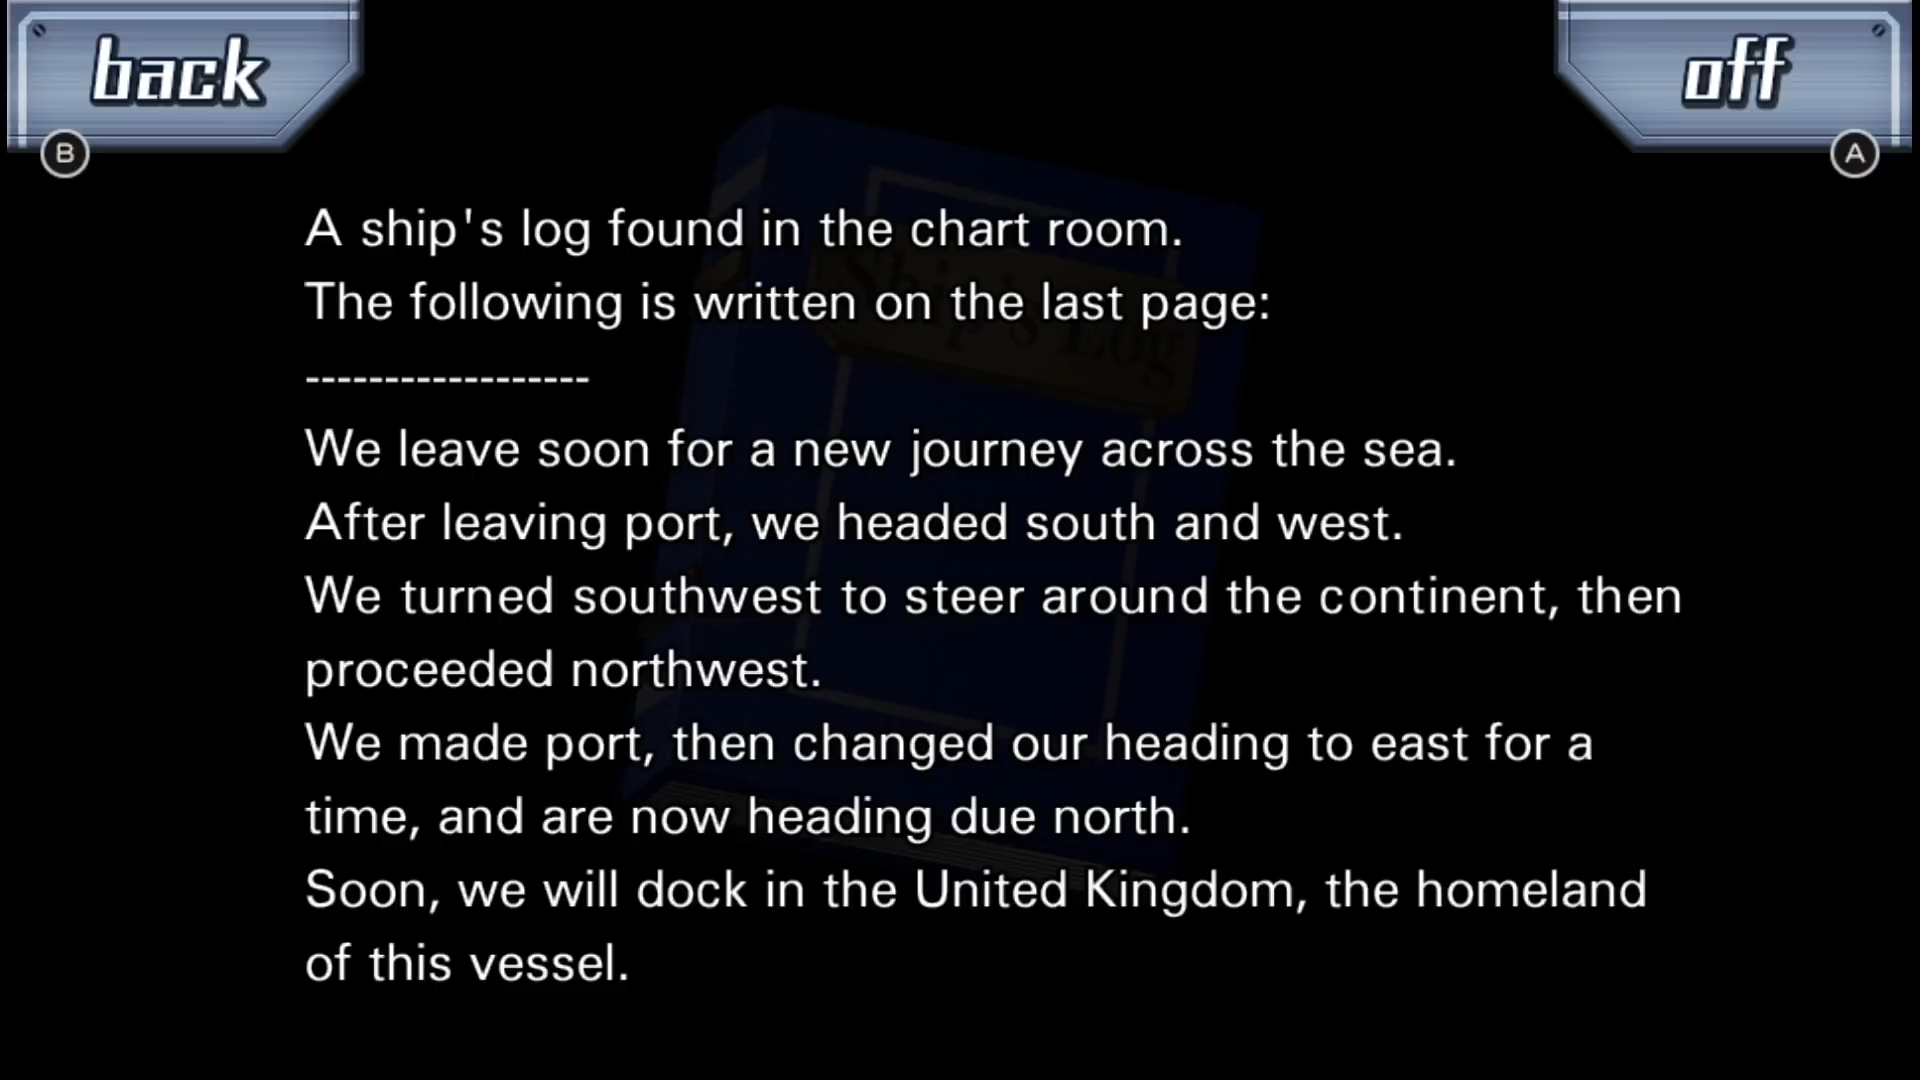 back
off
B
A
A ship's log found in the chart room.
The following is written on the last page:
------------------
We leave soon for a new journey across the sea.
After leaving port, we headed south and west.
We turned southwest to steer around the continent, then
proceeded northwest.
We made port, then changed our heading to east for a
time, and are now heading due north.
Soon, we will dock in the United Kingdom, the homeland
of this vessel.
Ship's Log